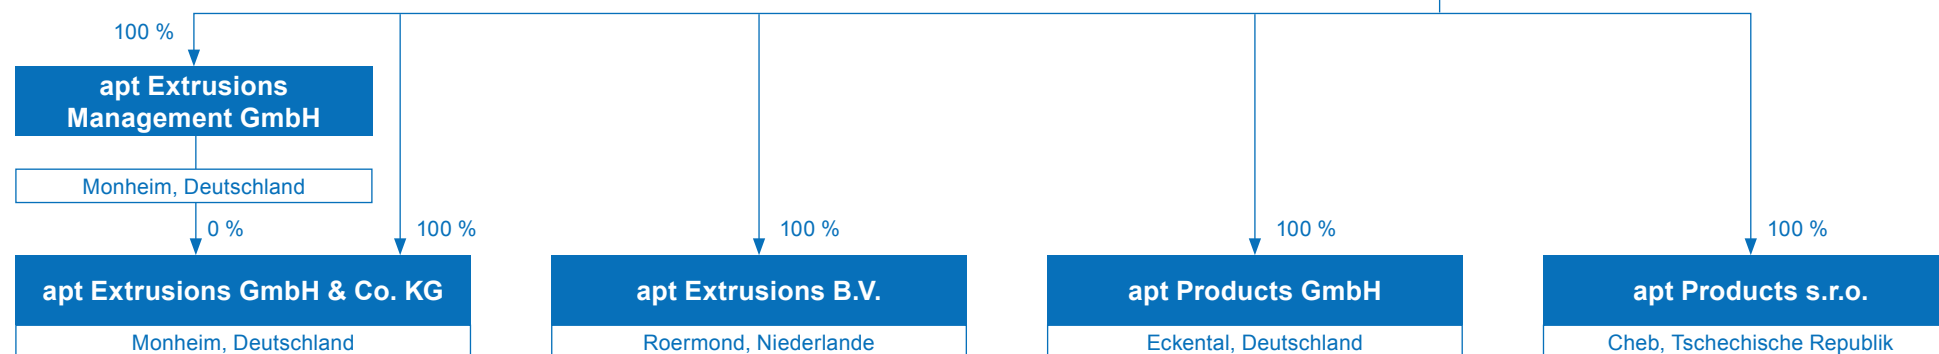 100 %
apt Extrusions
Management GmbH
Monheim, Deutschland
0 %
100 %
100 %
100 %
100 %
apt Extrusions GmbH & Co. KG
apt Extrusions B.V.
apt Products GmbH
apt Products s.r.o.
Monheim, Deutschland
Roermond, Niederlande
Eckental, Deutschland
Cheb, Tschechische Republik